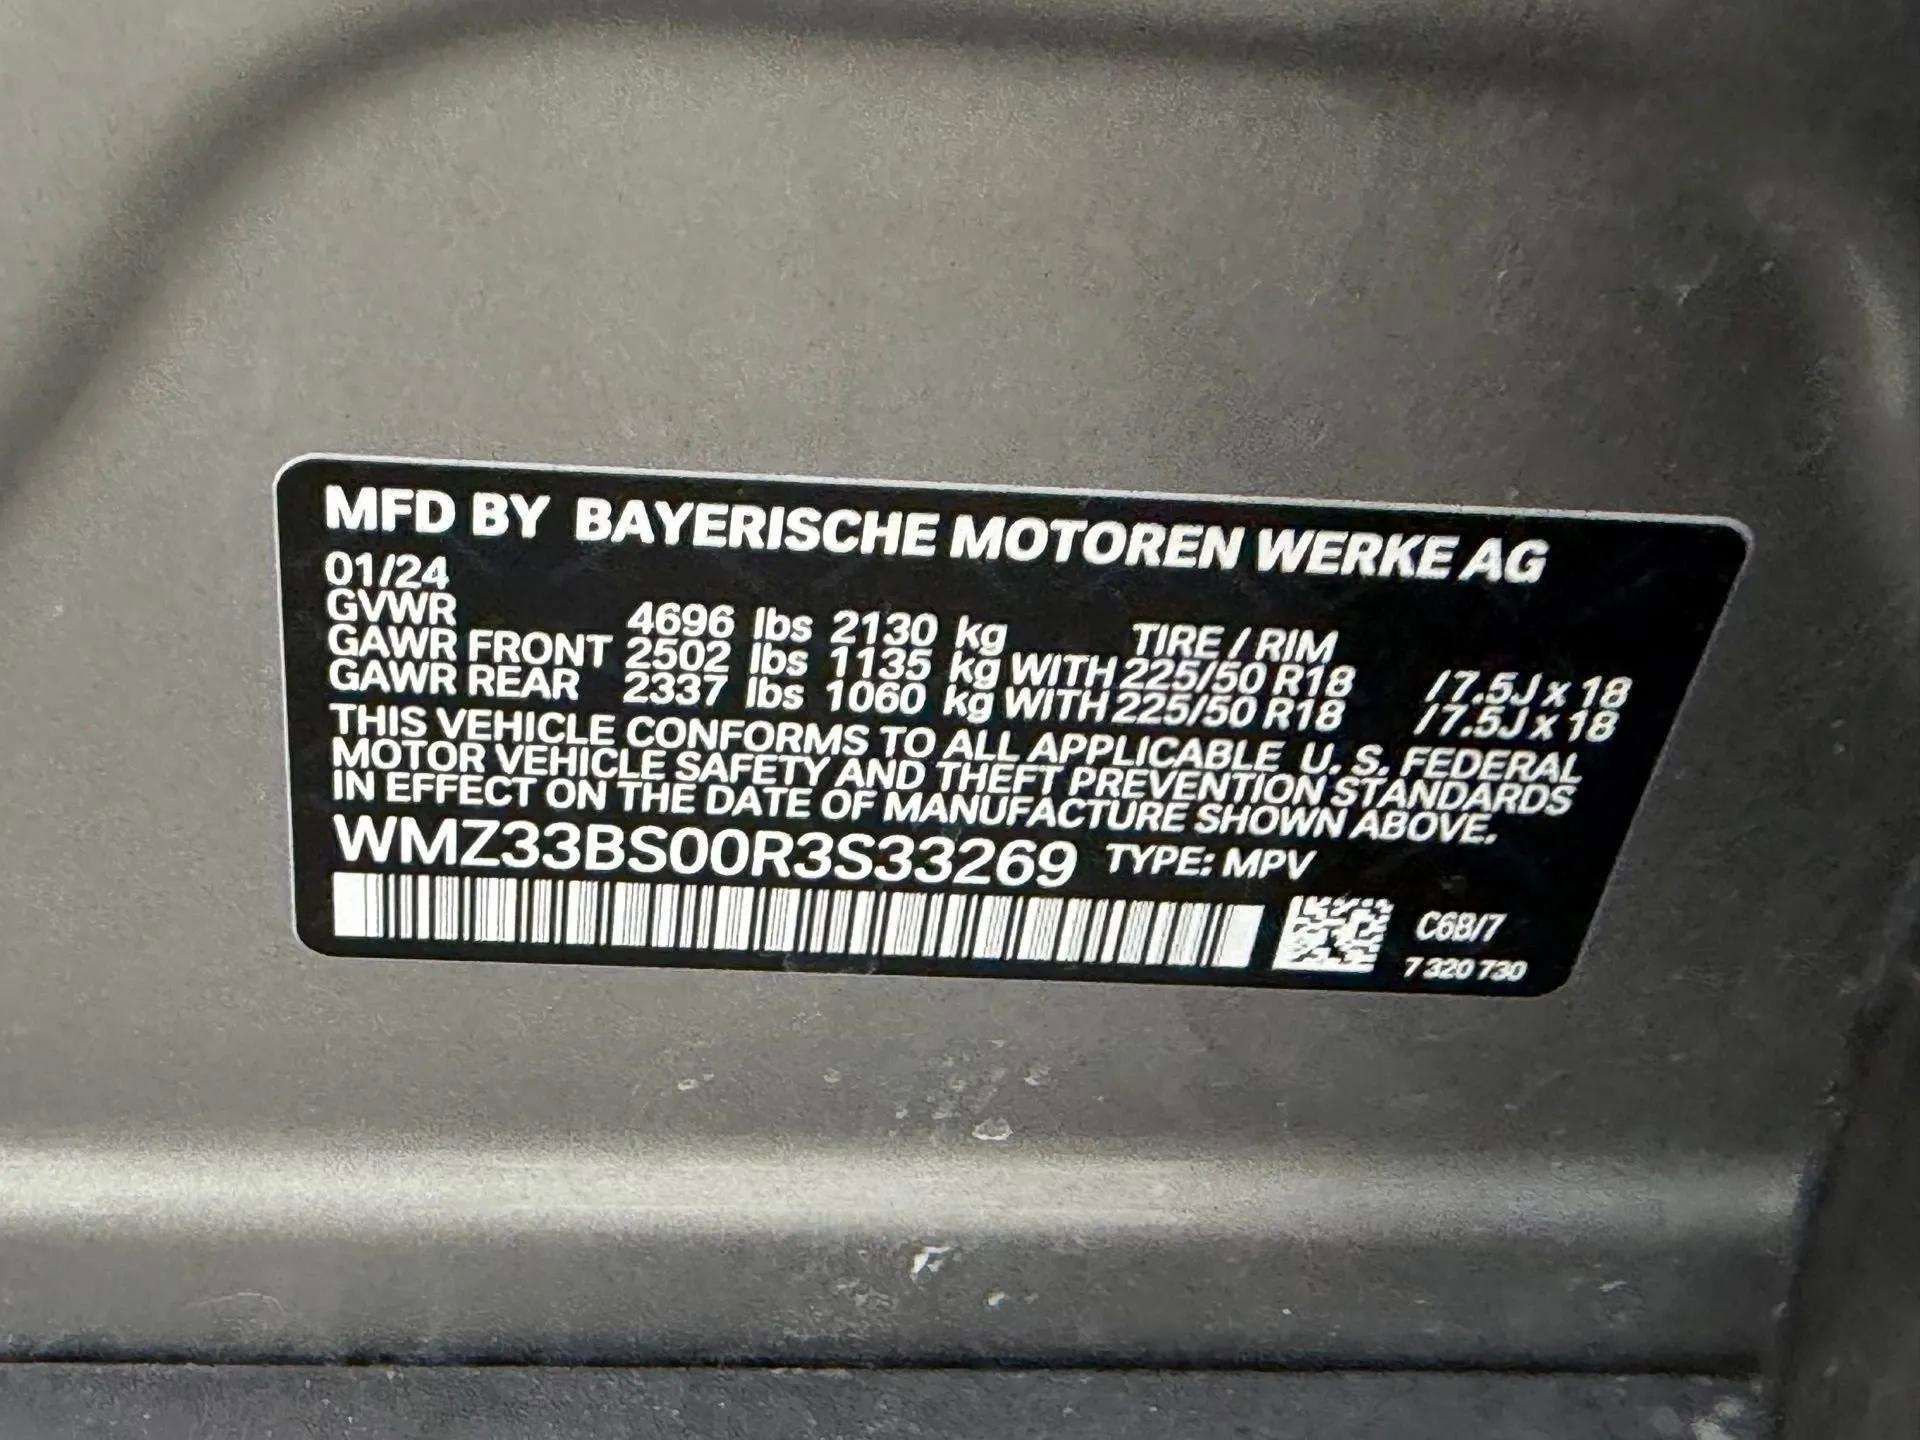 MFD BY BAYERISCHE MOTOREN WERKE AG
01/24
GVWR 4696 lbs 2130 kg TIRE / RIM
GAWR FRONT 2502 lbs 1135 kg WITH 225/50 R18 /7.5J x 18
GAWR REAR 2337 lbs 1060 kg WITH 225/50 R18 /7.5J x 18
THIS VEHICLE CONFORMS TO ALL APPLICABLE U. S. FEDERAL
MOTOR VEHICLE SAFETY AND THEFT PREVENTION STANDARDS
IN EFFECT ON THE DATE OF MANUFACTURE SHOWN ABOVE.
WMZ33BS00R3S33269 TYPE: MPV
C6B/7
7 320 730